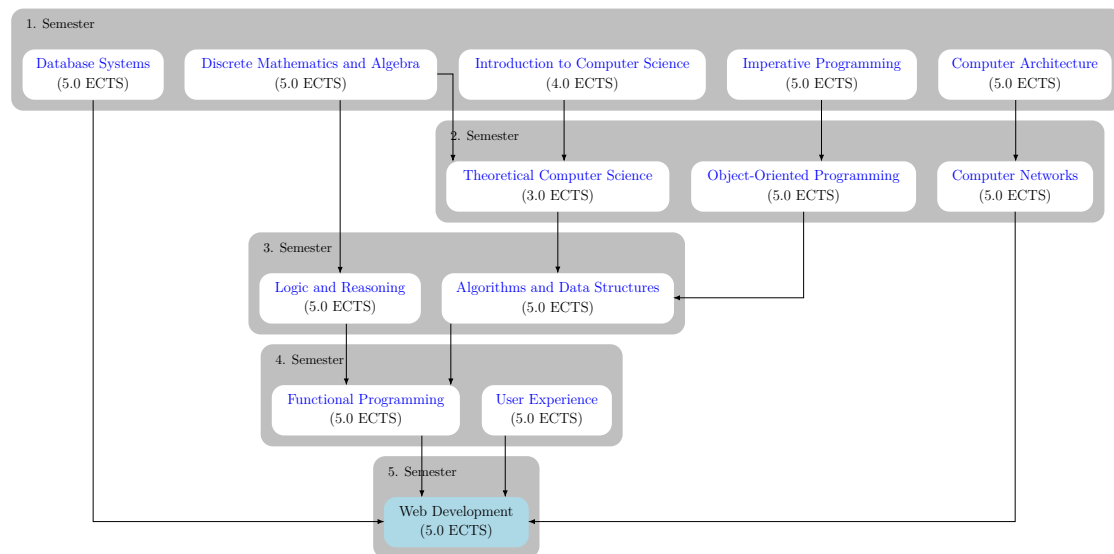 1. Semester
Database Systems
(5.0 ECTS)
Discrete Mathematics and Algebra
(5.0 ECTS)
Introduction to Computer Science
(4.0 ECTS)
Imperative Programming
(5.0 ECTS)
Computer Architecture
(5.0 ECTS)
2. Semester
Theoretical Computer Science
(3.0 ECTS)
Object-Oriented Programming
(5.0 ECTS)
Computer Networks
(5.0 ECTS)
3. Semester
Logic and Reasoning
(5.0 ECTS)
Algorithms and Data Structures
(5.0 ECTS)
4. Semester
Functional Programming
(5.0 ECTS)
User Experience
(5.0 ECTS)
5. Semester
Web Development
(5.0 ECTS)